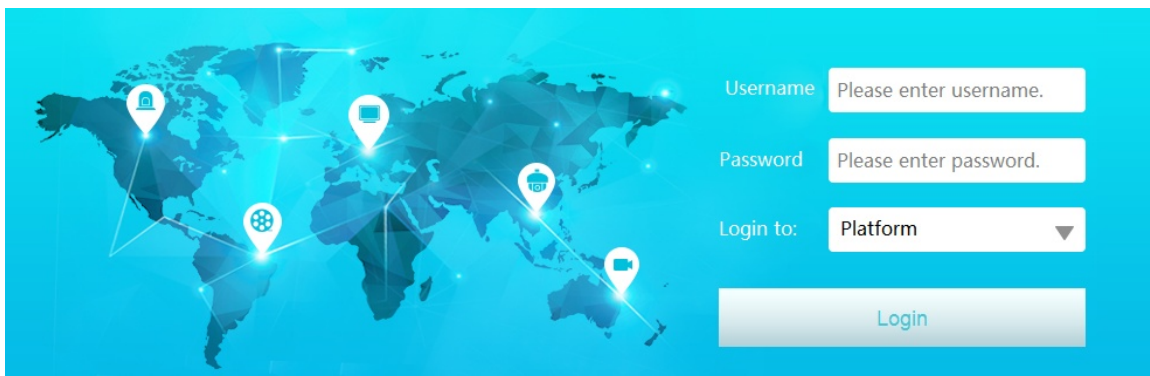 Username
Please enter username.
Password
Please enter password.
Login to:
Platform
Login